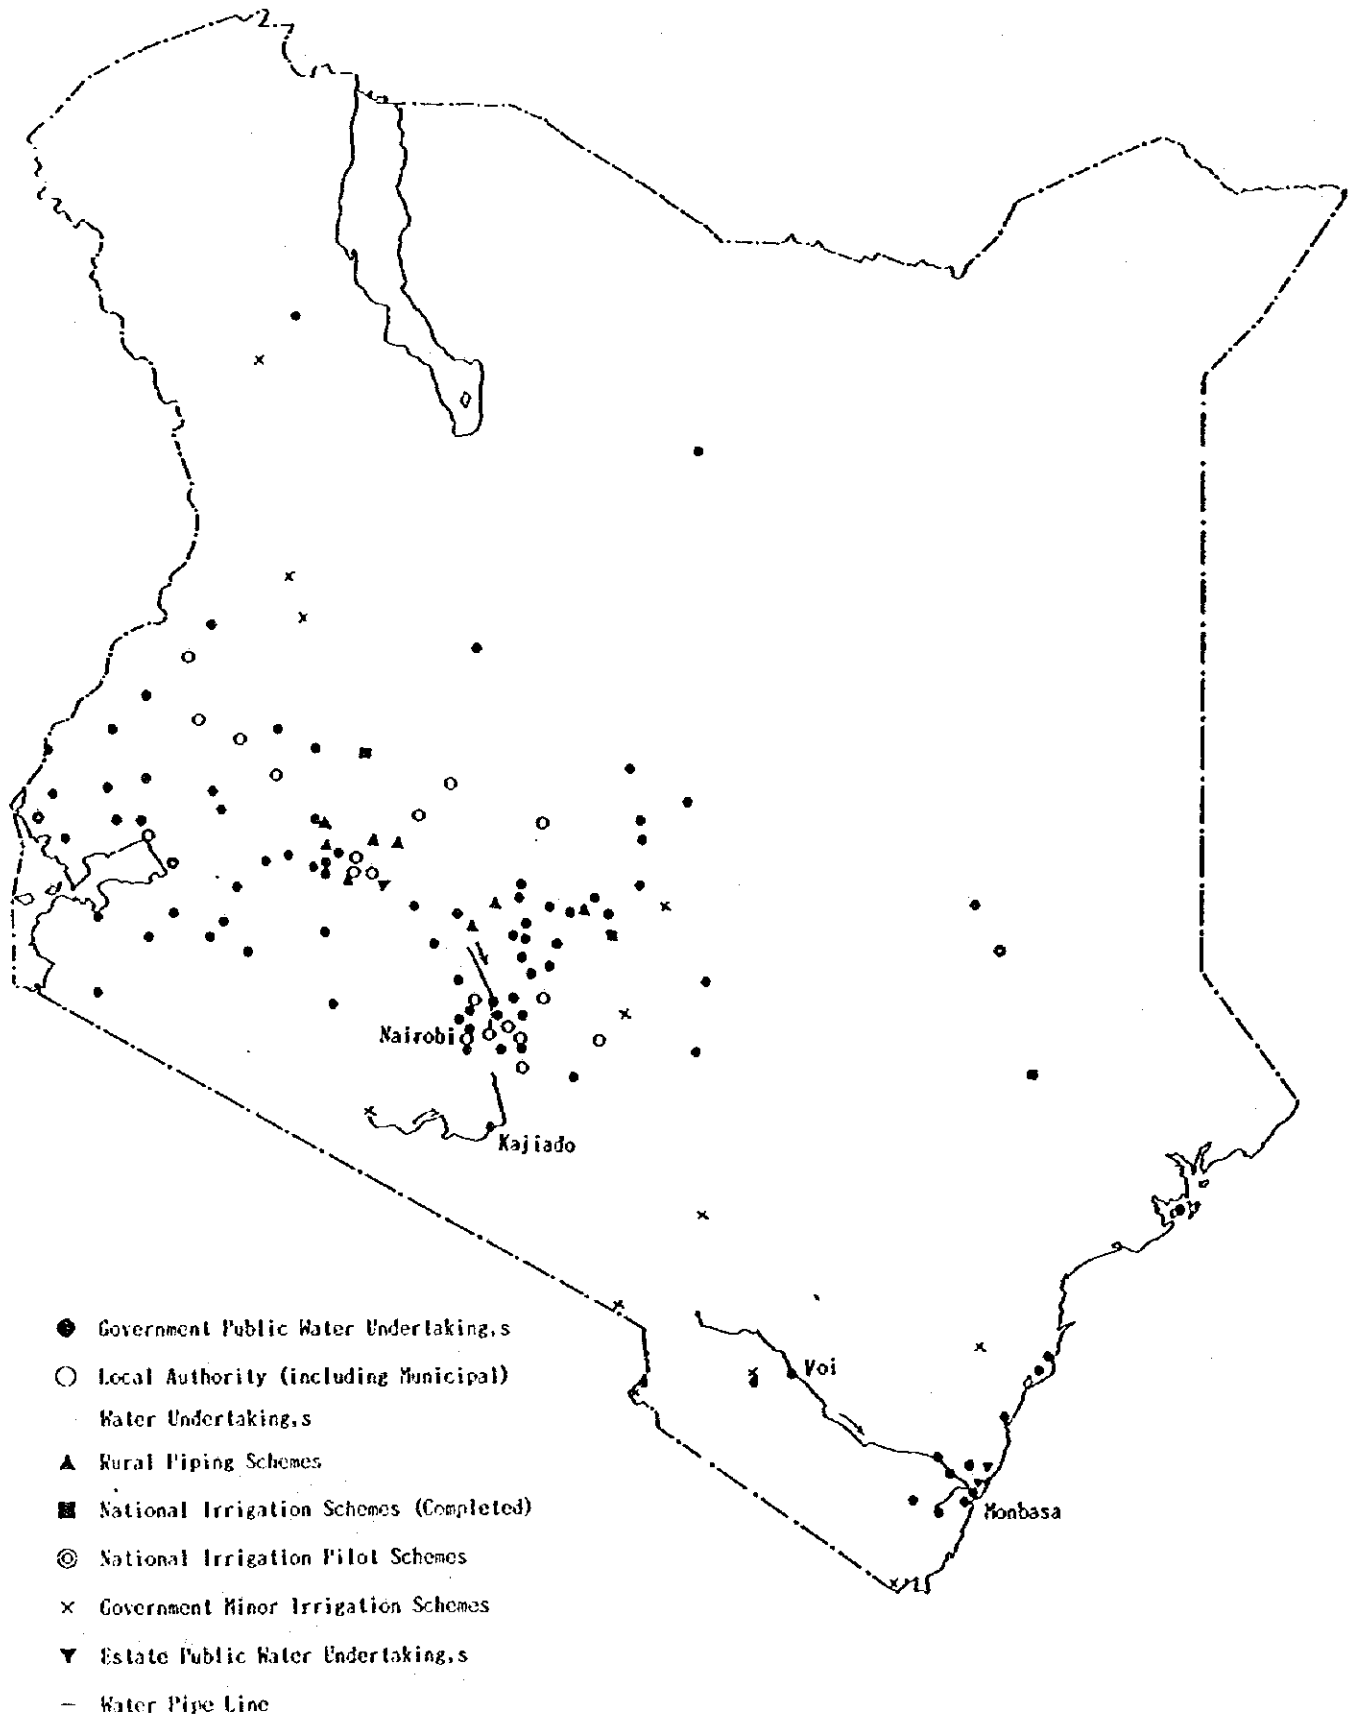 Nairobi
Kajiado
Voi
Monbasa
Government Public Water Undertaking,s
Local Authority (including Municipal)
Water Undertaking,s
Rural Piping Schemes
National Irrigation Schemes (Completed)
National Irrigation Pilot Schemes
Government Minor Irrigation Schemes
Estate Public Water Undertaking,s
Water Pipe Line